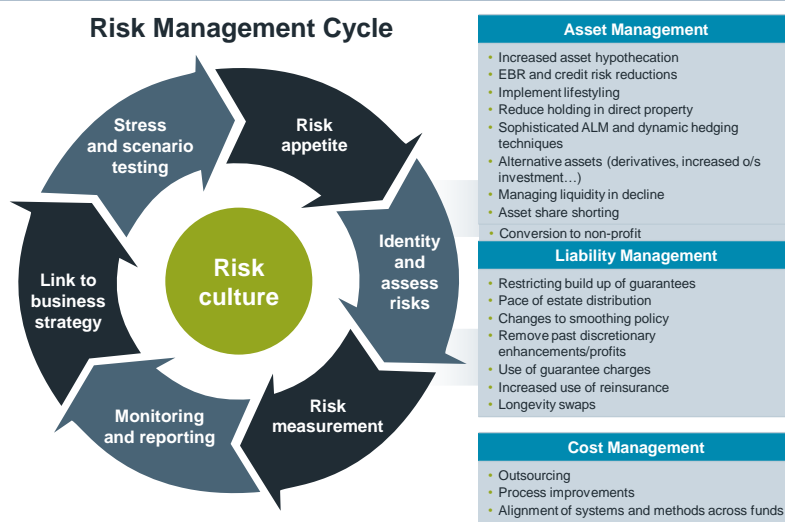 Risk Management Cycle
Stress
and scenario
testing
Risk
appetite
Identity
and
assess
risks
Risk
measurement
Monitoring
and reporting
Link to
business
strategy
Risk
culture
Asset Management
• Increased asset hypothecation
• EBR and credit risk reductions
• Implement lifestyling
• Reduce holding in direct property
• Sophisticated ALM and dynamic hedging
techniques
• Alternative assets (derivatives, increased o/s
investment…)
• Managing liquidity in decline
• Asset share shorting
• Conversion to non-profit
Liability Management
• Restricting build up of guarantees
• Pace of estate distribution
• Changes to smoothing policy
• Remove past discretionary
enhancements/profits
• Use of guarantee charges
• Increased use of reinsurance
• Longevity swaps
Cost Management
• Outsourcing
• Process improvements
• Alignment of systems and methods across funds